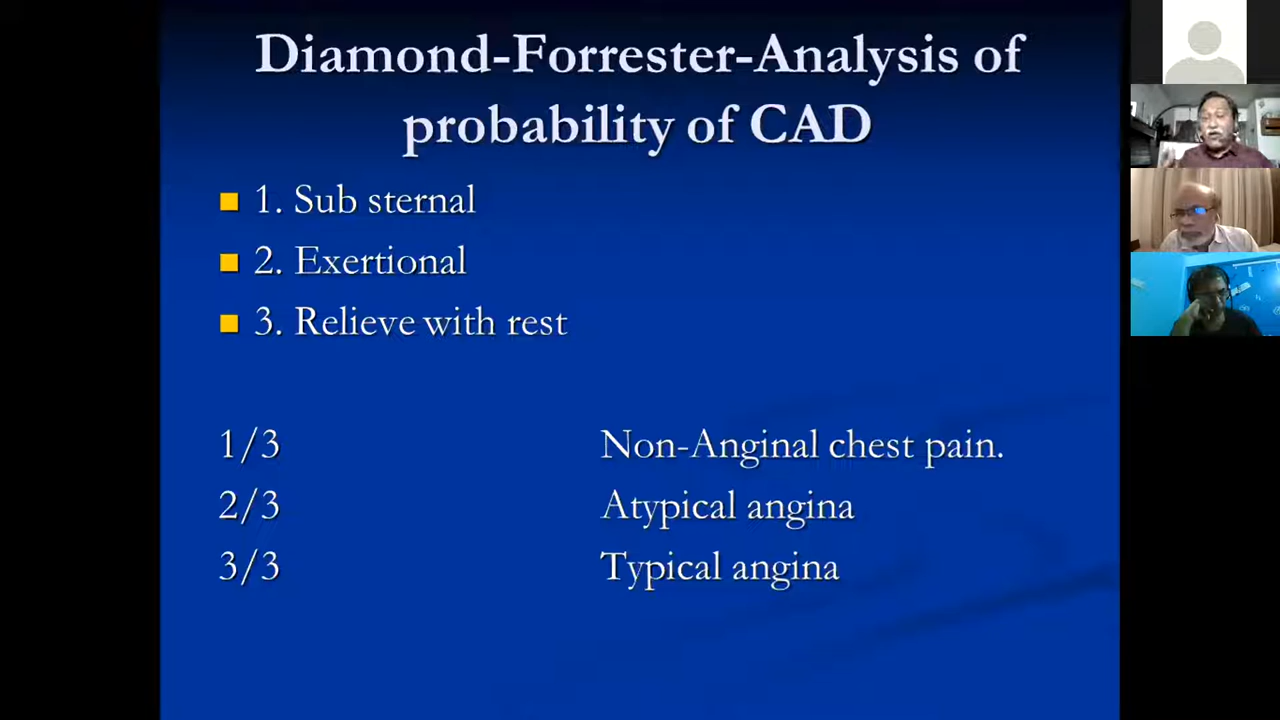 Diamond-Forrester-Analysis of
probability of CAD
1. Sub sternal
2. Exertional
3. Relieve with rest
1/3 Non-Anginal chest pain.
2/3 Atypical angina
3/3 Typical angina